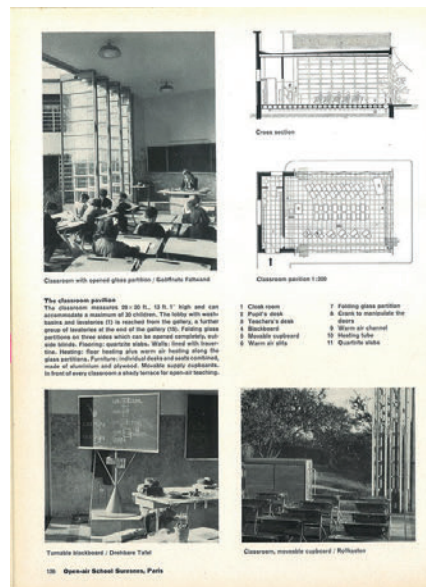 Cross section
Classroom with opened glass partition / Geöffnete Faltwand
Classroom pavilion 1:200
The classroom pavilion
The classroom measures 26 × 20 ft., 12 ft. 1" high and can
accommodate a maximum of 30 children. The lobby with wash-
basins and lavatories (1) is reached from the gallery, a further
group of lavatories at the end of the gallery (10). Folding glass
partitions on three sides which can be opened completely, out-
side blinds. Flooring: quartzite slabs. Walls: lined with traver-
tine. Heating: floor heating plus warm air heating along the
partitions. Furniture: individual desks and seats combined,
made of aluminium and plywood. Movable supply cupboards.
In front of every classroom a shady terrace for open-air teaching.
1 Cloak room
2 Pupil's desk
3 Teacher's desk
4 Blackboard
5 Movable cupboard
6 Warm air slits
7 Folding glass partition
8 Crank to manipulate the
doors
9 Warm air channel
10 Heating tube
11 Quartzite slabs
Turnable blackboard / Drehbare Tafel
Classroom, moveable cupboard / Rollkasten
126 Open-air School Suresnes, Paris